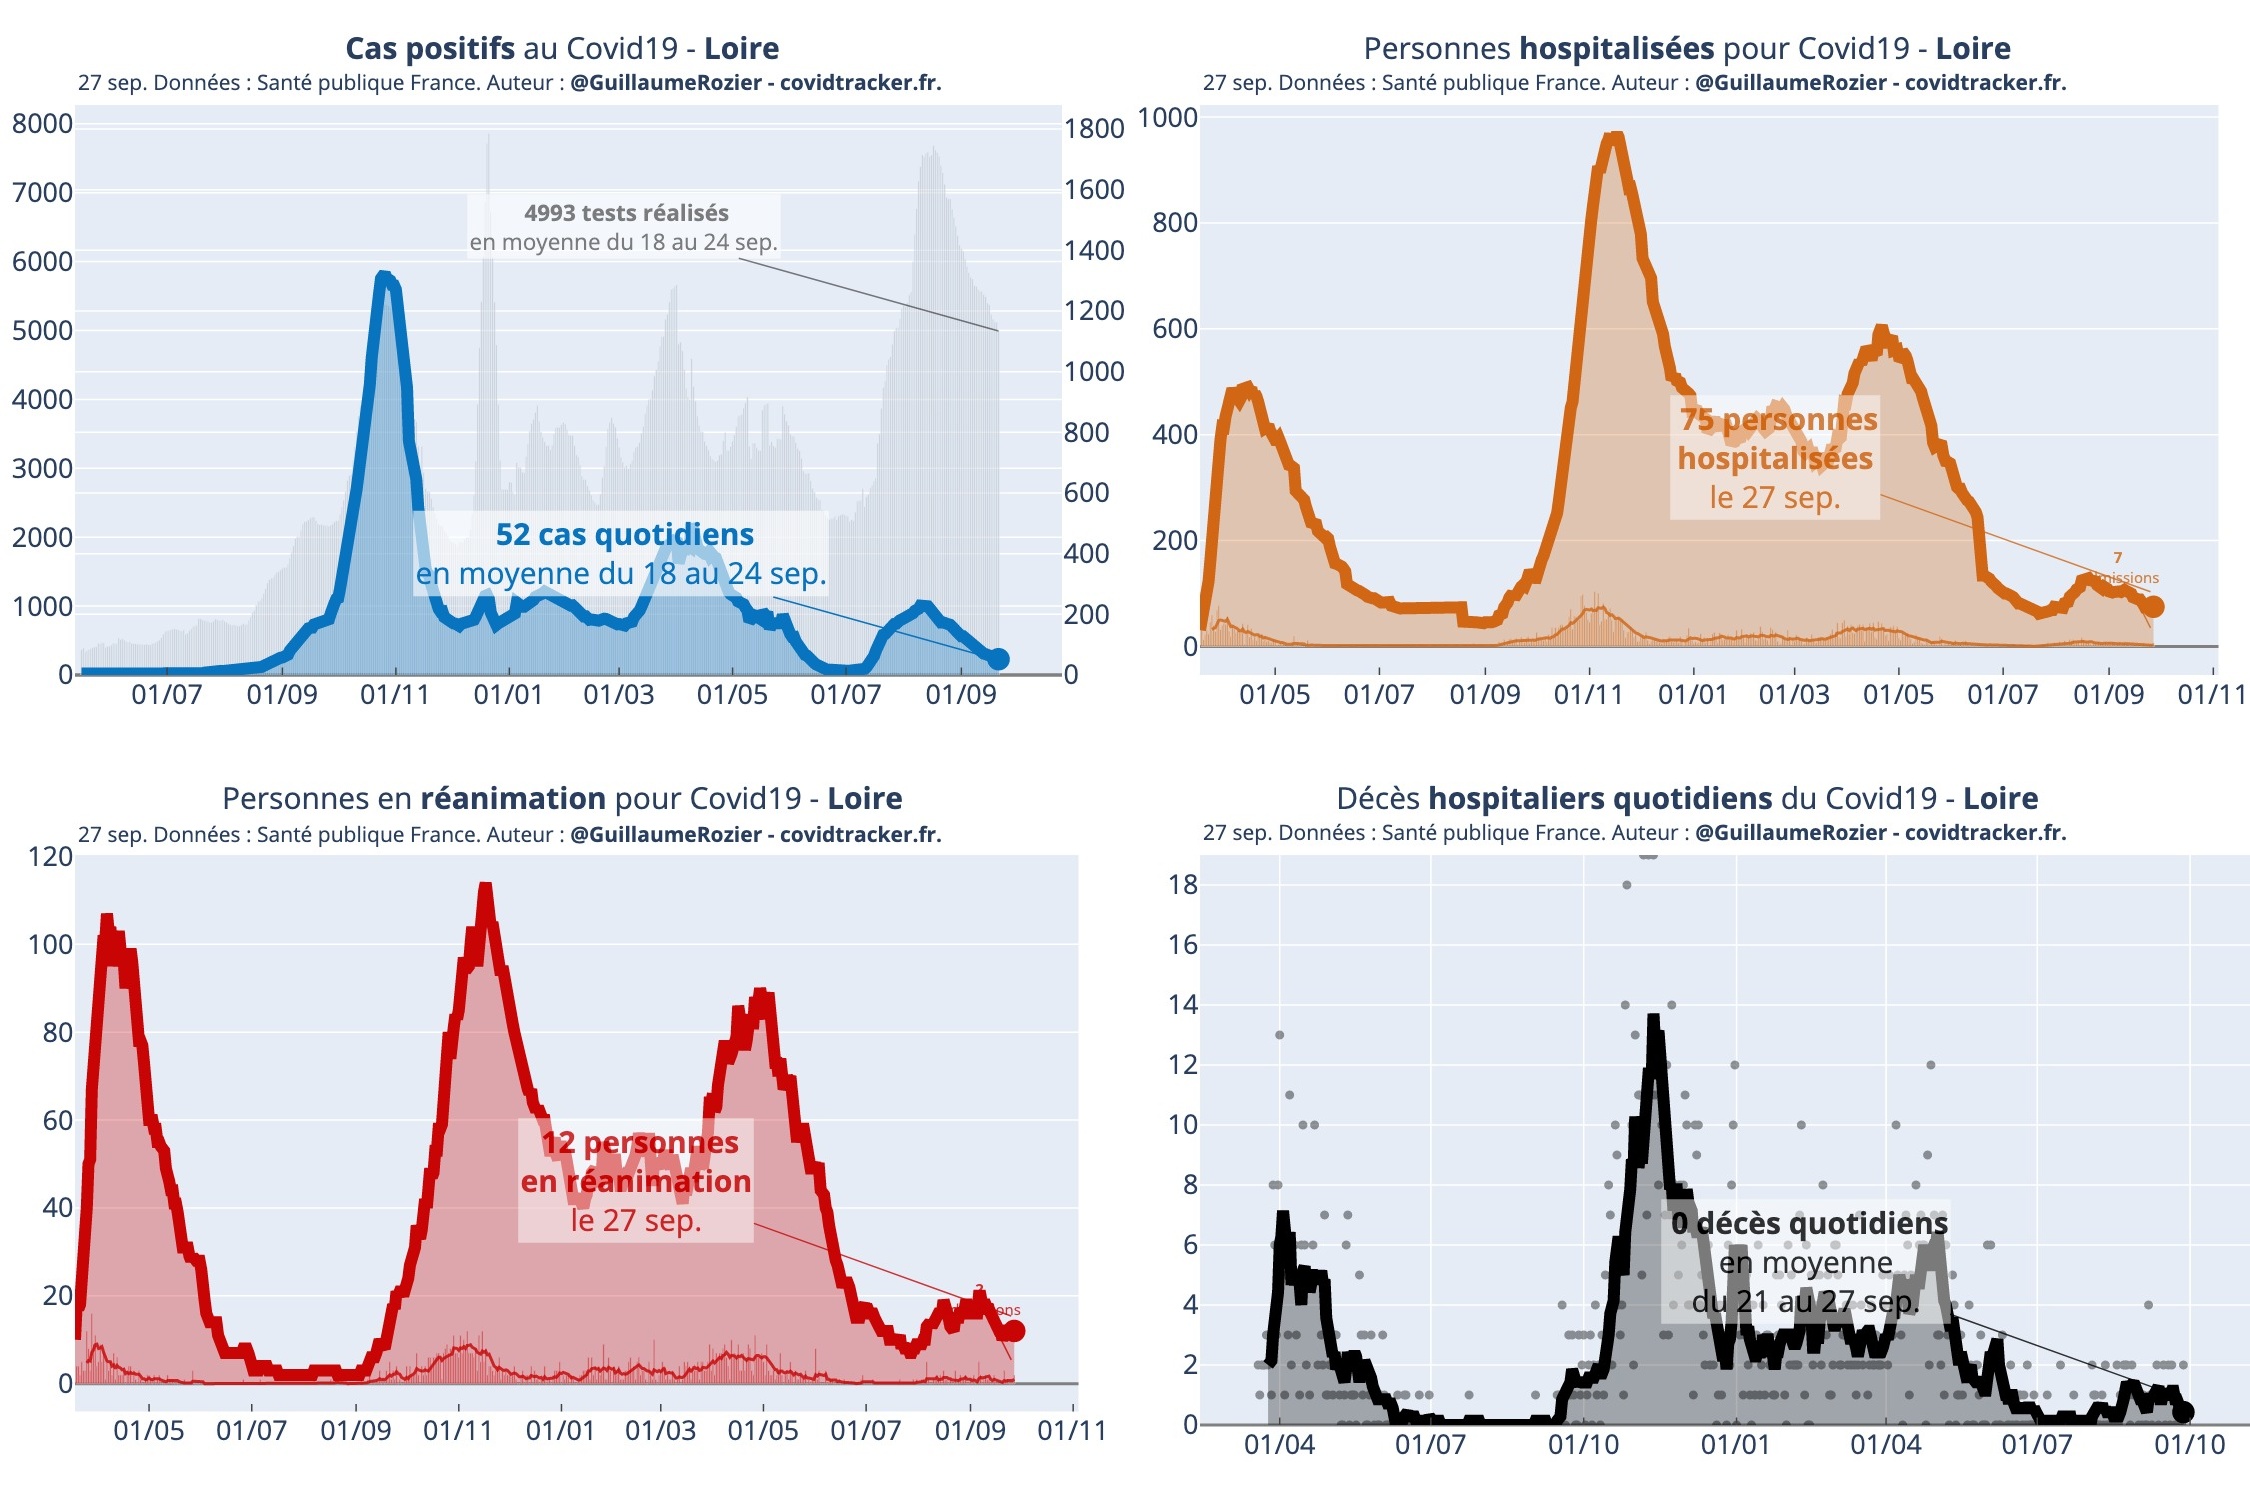 Cas positifs au Covid19 - Loire
27 sep. Données : Santé publique France. Auteur : @GuillaumeRozier - covidtracker.fr.
8000
7000
6000
5000
4000
3000
2000
1000
0
1800
1600
1400
1200
1000
800
600
400
200
0
4993 tests réalisés
en moyenne du 18 au 24 sep.
52 cas quotidiens
en moyenne du 18 au 24 sep.
01/07 01/09 01/11 01/01 01/03 01/05 01/07 01/09
Personnes hospitalisées pour Covid19 - Loire
27 sep. Données : Santé publique France. Auteur : @GuillaumeRozier - covidtracker.fr.
1000
800
600
400
200
0
75 personnes
hospitalisées
le 27 sep.
7
01/05 01/07 01/09 01/11 01/01 01/03 01/05 01/07 01/09 01/11
Personnes en réanimation pour Covid19 - Loire
27 sep. Données : Santé publique France. Auteur : @GuillaumeRozier - covidtracker.fr.
120
100
80
60
40
20
0
12 personnes
en réanimation
le 27 sep.
01/05 01/07 01/09 01/11 01/01 01/03 01/05 01/07 01/09 01/11
Décès hospitaliers quotidiens du Covid19 - Loire
27 sep. Données : Santé publique France. Auteur : @GuillaumeRozier - covidtracker.fr.
18
16
14
12
10
8
6
4
2
0
0 décès quotidiens
en moyenne
du 21 au 27 sep.
01/04 01/07 01/10 01/01 01/04 01/07 01/10